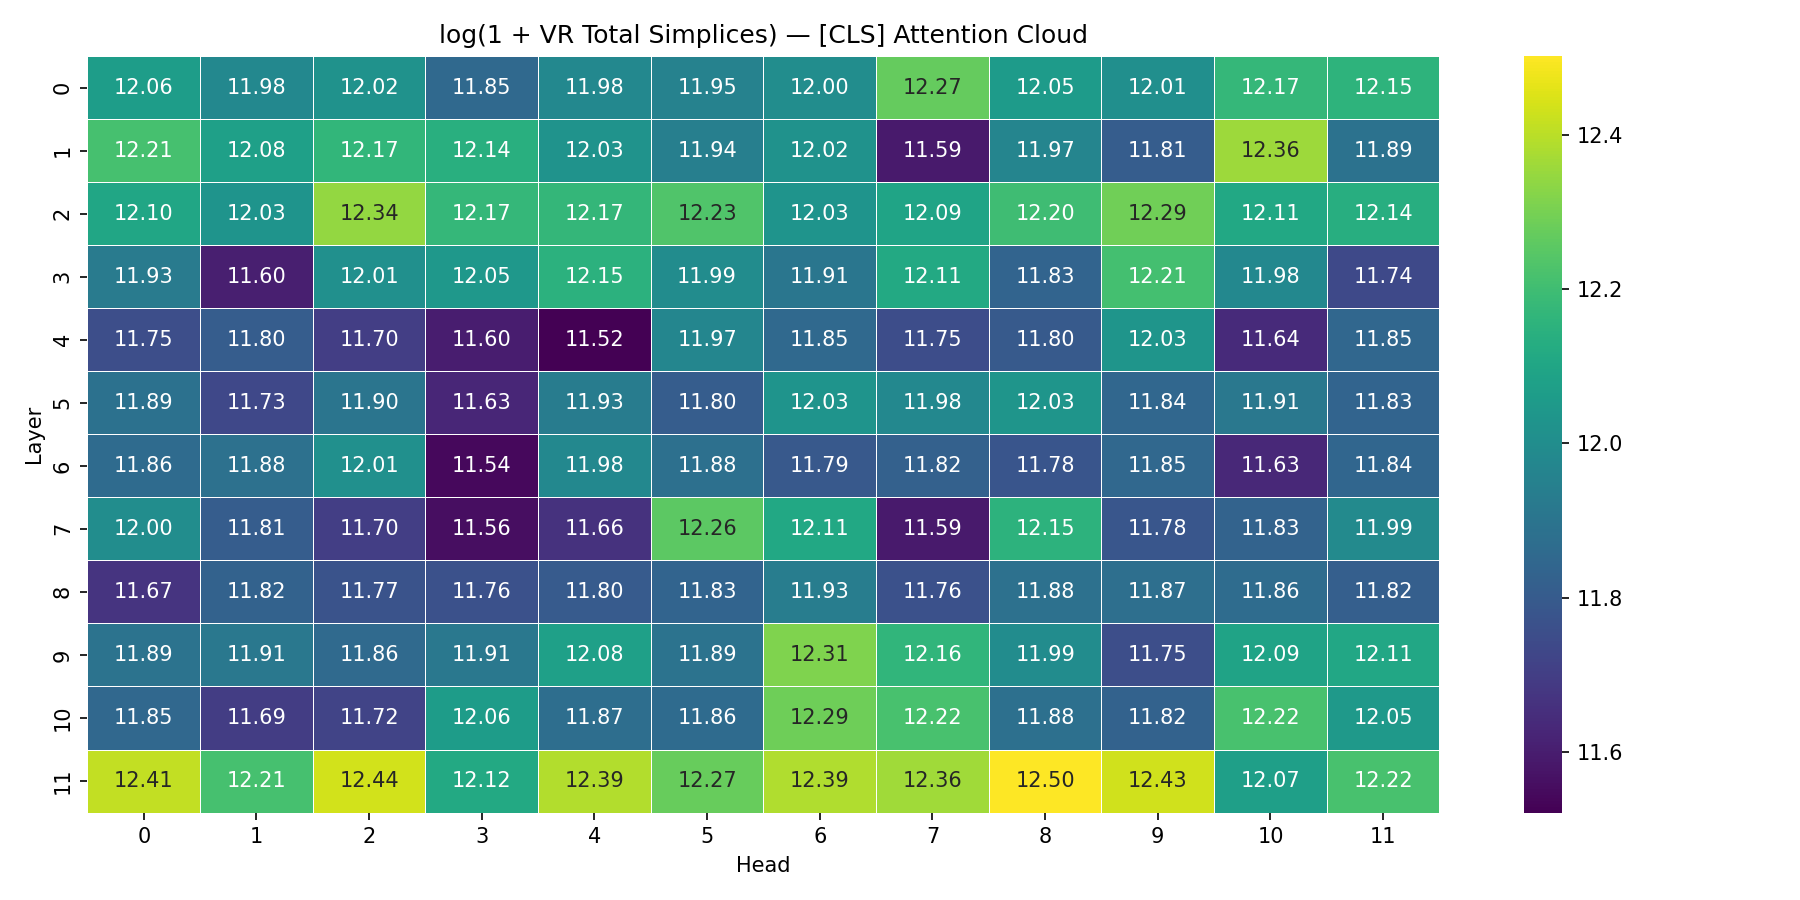 log(1 + VR Total Simplices) — [CLS] Attention Cloud
0 12.06 11.98 12.02 11.85 11.98 11.95 12.00 12.27 12.05 12.01 12.17 12.15
1 12.21 12.08 12.17 12.14 12.03 11.94 12.02 11.59 11.97 11.81 12.36 11.89
2 12.10 12.03 12.34 12.17 12.17 12.23 12.03 12.09 12.20 12.29 12.11 12.14
3 11.93 11.60 12.01 12.05 12.15 11.99 11.91 12.11 11.83 12.21 11.98 11.74
4 11.75 11.80 11.70 11.60 11.52 11.97 11.85 11.75 11.80 12.03 11.64 11.85
5 11.89 11.73 11.90 11.63 11.93 11.80 12.03 11.98 12.03 11.84 11.91 11.83
6 11.86 11.88 12.01 11.54 11.98 11.88 11.79 11.82 11.78 11.85 11.63 11.84
7 12.00 11.81 11.70 11.56 11.66 12.26 12.11 11.59 12.15 11.78 11.83 11.99
8 11.67 11.82 11.77 11.76 11.80 11.83 11.93 11.76 11.88 11.87 11.86 11.82
9 11.89 11.91 11.86 11.91 12.08 11.89 12.31 12.16 11.99 11.75 12.09 12.11
10 11.85 11.69 11.72 12.06 11.87 11.86 12.29 12.22 11.88 11.82 12.22 12.05
11 12.41 12.21 12.44 12.12 12.39 12.27 12.39 12.36 12.50 12.43 12.07 12.22
0 1 2 3 4 5 6 7 8 9 10 11
Head
Layer
12.4
12.2
12.0
11.8
11.6